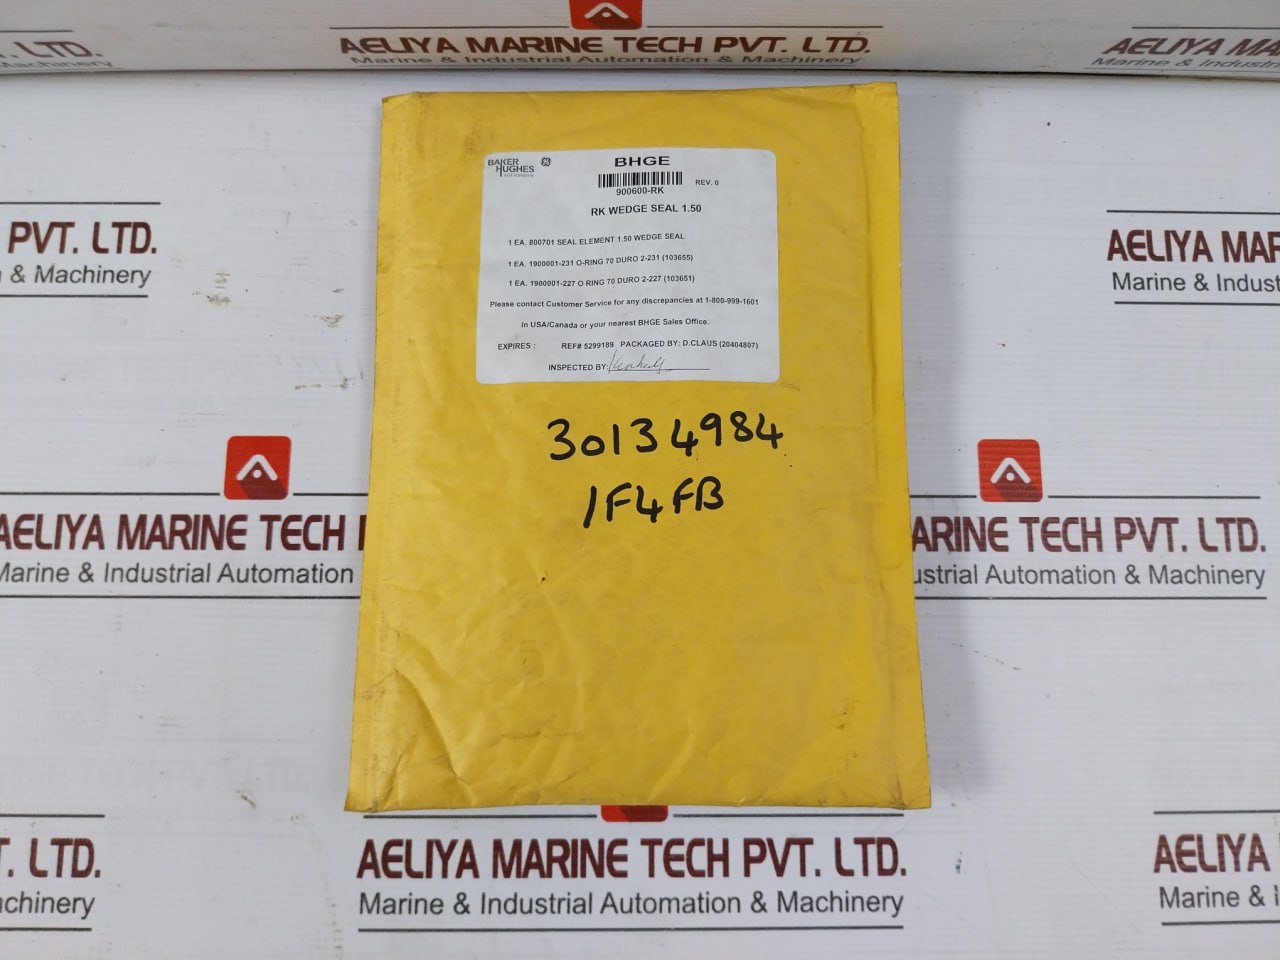 AELIYA MARINE TECH PVT. LTD.
Marine & Industrial Automation & Machinery
AELIYA MA
Marine & Industr
TD.
Machinery
BAKER
HUGHES
a GE company
BHGE
900600-RK
REV. 0
RK WEDGE SEAL 1.50
1 EA. 800701 SEAL ELEMENT 1.50 WEDGE SEAL
1 EA. 1900001-231 O-RING 70 DURO 2-231 (103655)
1 EA. 1900001-227 O RING 70 DURO 2-227 (103651)
Please contact Customer Service for any discrepancies at 1-800-999-1601
in USA/Canada or your nearest BHGE Sales Office.
EXPIRES : REF# 5299189 PACKAGED BY: D.CLAUS (20404807)
INSPECTED BY:
30134984
1F4FB
PVT. LTD.
& Machinery
AELIYA MAR
Marine & Indust
AELIYA MARINE TECH
Marine & Industrial Automation
ARINE TECH PVT. LTD.
ustrial Automation & Machinery
T. LTD.
achinery
AELIYA MARINE TECH PVT. LTD.
Marine & Industrial Automation & Machinery
AELIYA
Marine & I